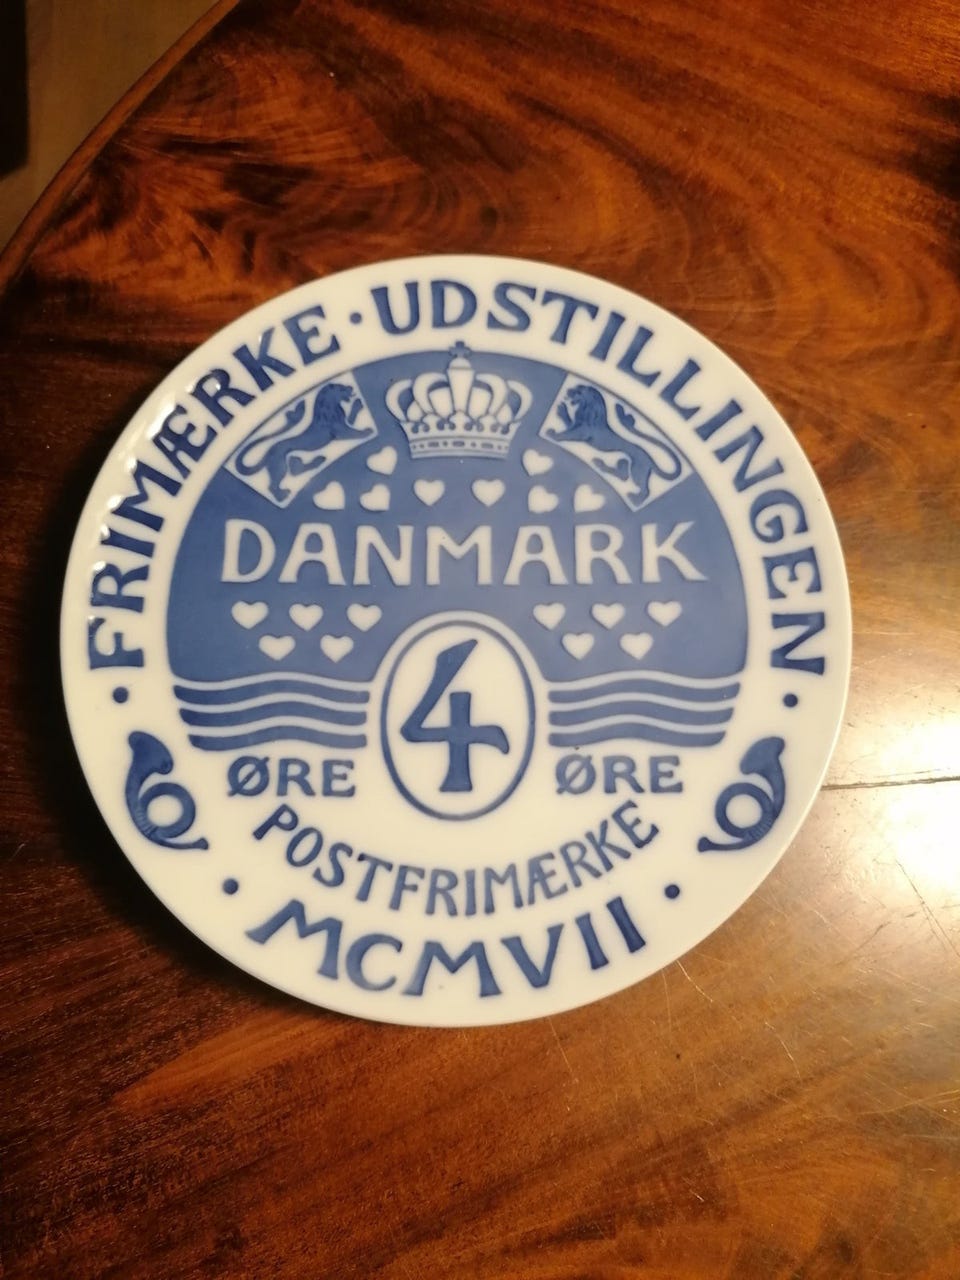 · FRIMÆRKE · UDSTILLINGEN ·
DANMARK
4
ØRE ØRE
POSTFRIMÆRKE
· MCMVII ·